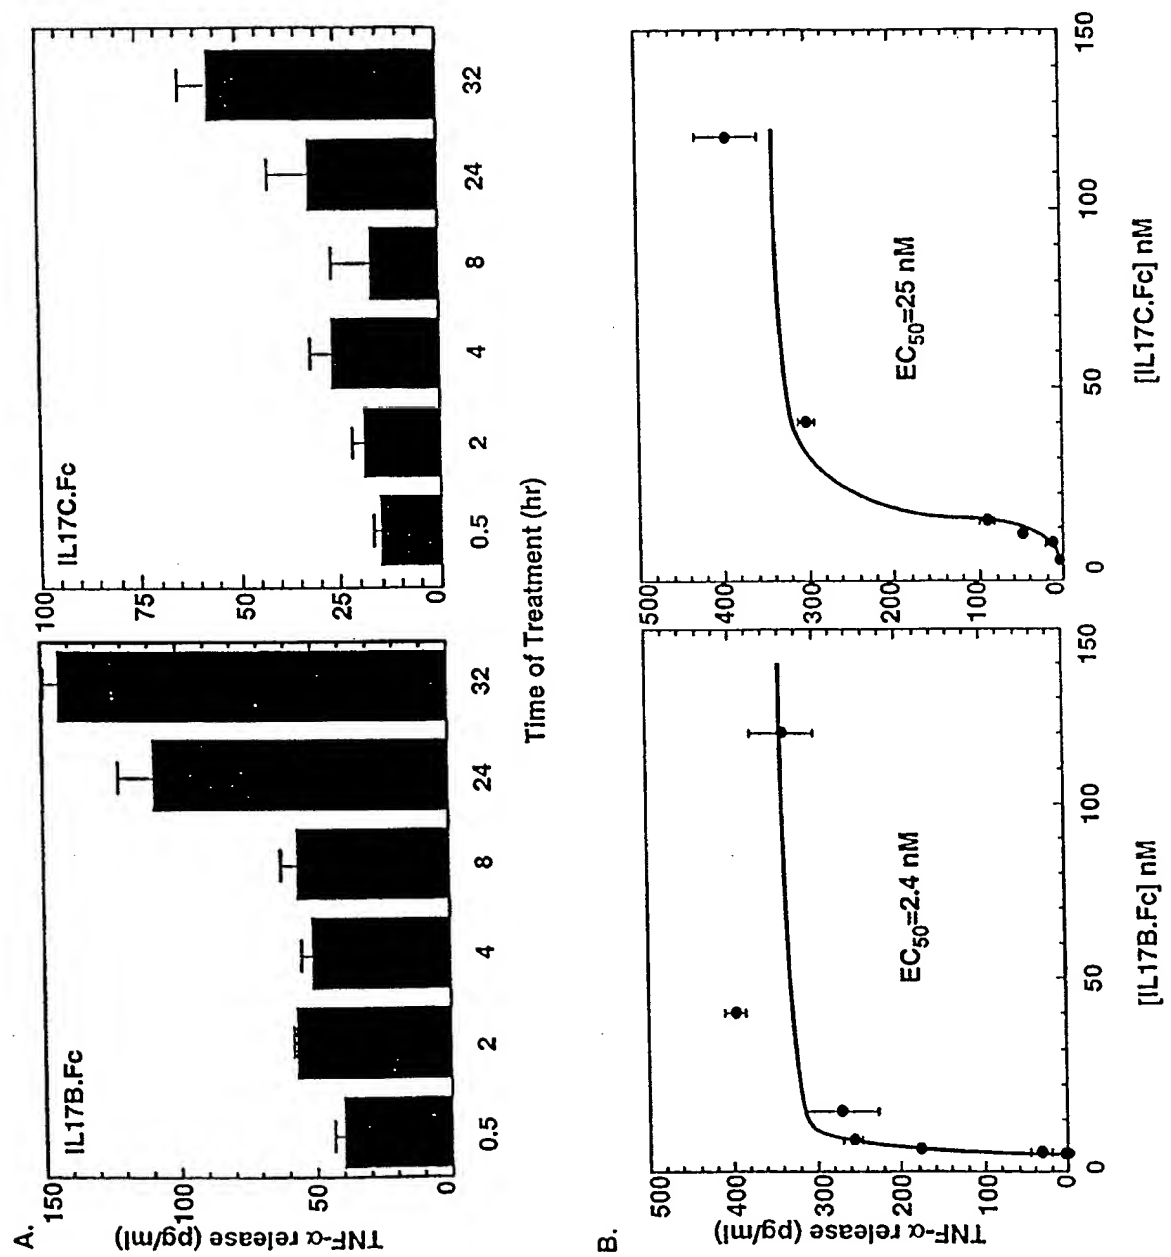 A.
TNF-α release (pg/ml)
150
100
50
0
IL17B.Fc
0.5 2 4 8 24 32
100
75
50
25
0
IL17C.Fc
0.5 2 4 8 24 32
Time of Treatment (hr)
B.
TNF-α release (pg/ml)
500
400
300
200
100
0
EC50=2.4 nM
0 50 100 150
[IL17B.Fc] nM
500
400
300
200
100
0
EC50=25 nM
0 50 100 150
[IL17C.Fc] nM